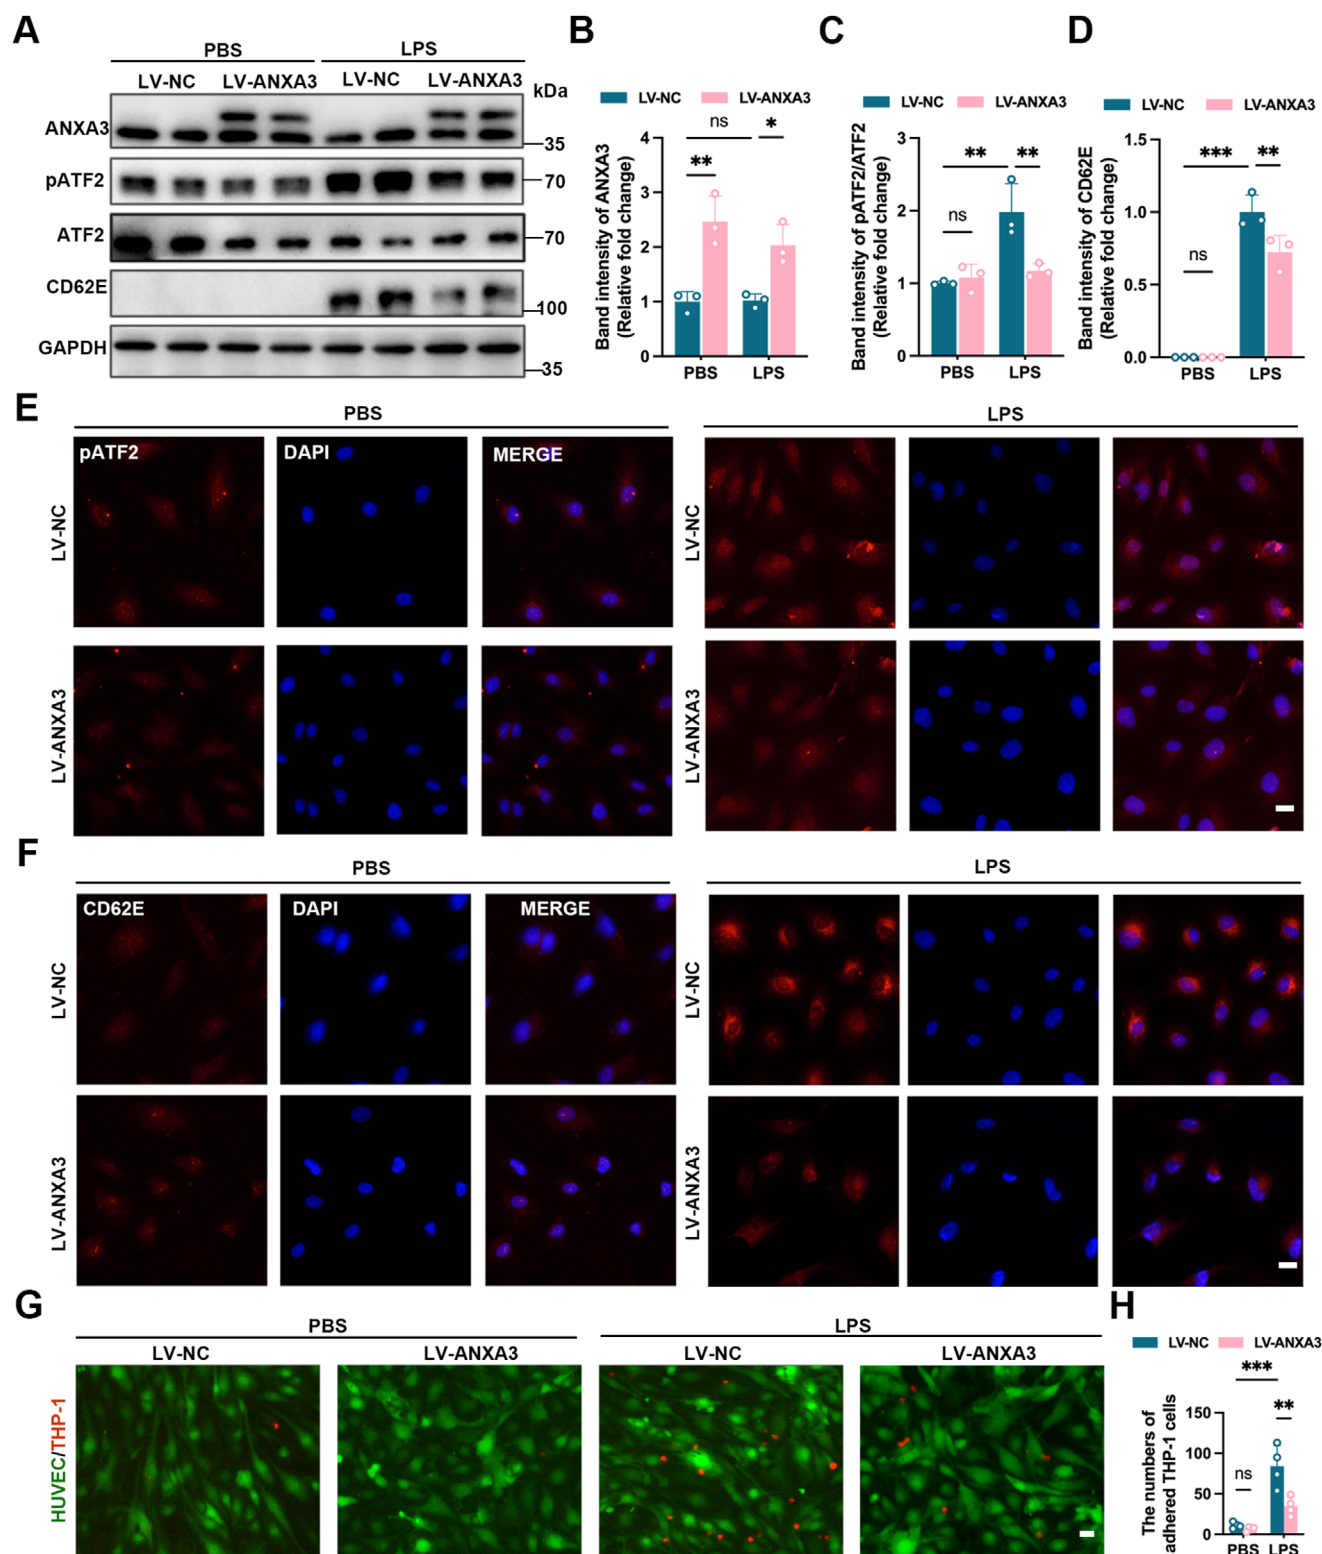 A
PBS
LPS
LV-NC
LV-ANXA3
LV-NC
LV-ANXA3
kDa
ANXA3
35
pATF2
70
ATF2
70
CD62E
100
GAPDH
35
B
LV-NC
LV-ANXA3
Band intensity of ANXA3
(Relative fold change)
4
3
2
1
0
ns
**
*
PBS
LPS
C
LV-NC
LV-ANXA3
Band intensity of pATF2/ATF2
(Relative fold change)
3
2
1
0
**
**
ns
PBS
LPS
D
LV-NC
LV-ANXA3
Band intensity of CD62E
(Relative fold change)
1.5
1.0
0.5
0.0
***
**
ns
PBS
LPS
E
PBS
LPS
pATF2
DAPI
MERGE
LV-NC
LV-NC
LV-ANXA3
LV-ANXA3
F
PBS
LPS
CD62E
DAPI
MERGE
LV-NC
LV-NC
LV-ANXA3
LV-ANXA3
G
PBS
LPS
LV-NC
LV-ANXA3
LV-NC
LV-ANXA3
HUVEC/THP-1
H
LV-NC
LV-ANXA3
The numbers of
adhered THP-1 cells
150
100
50
0
***
**
ns
PBS
LPS